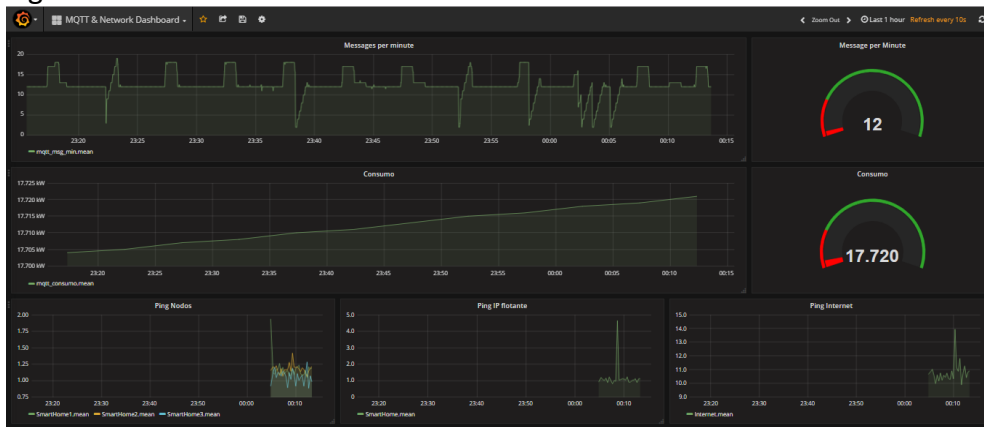 MQTT & Network Dashboard
Zoom Out Last 1 hour Refresh every 10s
Messages per minute
20
15
10
5
0
23:20 23:25 23:30 23:35 23:40 23:45 23:50 23:55 00:00 00:05 00:10 00:15
mqtt_msg_min.mean
Message per Minute
12
Consumo
17.725 kW
17.720 kW
17.715 kW
17.710 kW
17.705 kW
17.700 kW
23:20 23:25 23:30 23:35 23:40 23:45 23:50 23:55 00:00 00:05 00:10 00:15
mqtt_consumo.mean
Consumo
17.720
Ping Nodos
2.00
1.75
1.50
1.25
1.00
0.75
23:20 23:30 23:40 23:50 00:00 00:10
SmartHome1.mean SmartHome2.mean SmartHome3.mean
Ping IP flotante
5.0
4.0
3.0
2.0
1.0
0
23:20 23:30 23:40 23:50 00:00 00:10
SmartHome.mean
Ping Internet
15.0
14.0
13.0
12.0
11.0
10.0
9.0
23:20 23:30 23:40 23:50 00:00 00:10
Internet.mean